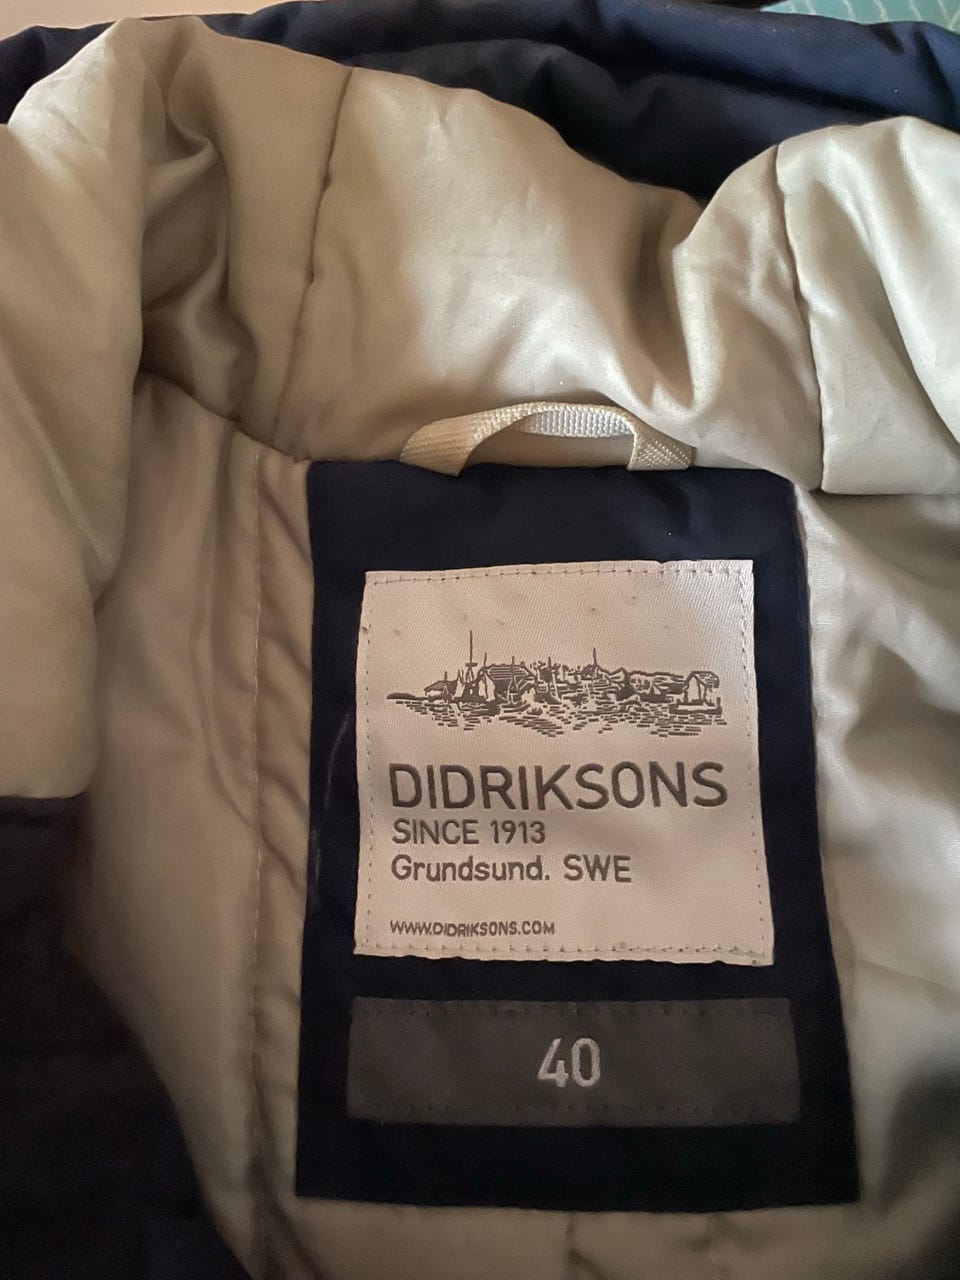 DIDRIKSONS
SINCE 1913
Grundsund. SWE
WWW.DIDRIKSONS.COM
40